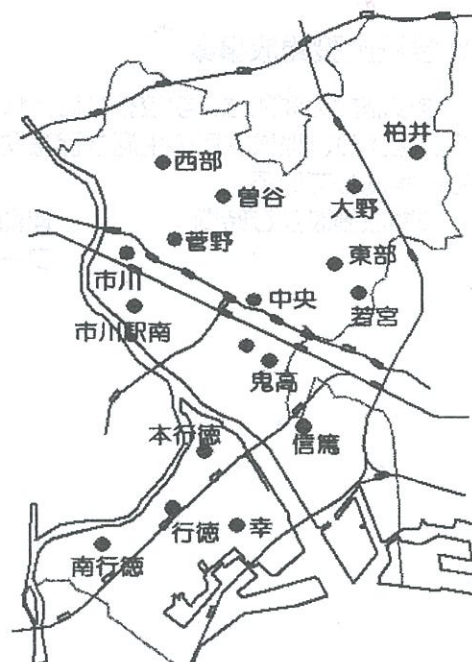 柏井
西部
曽谷
大野
菅野
東部
市川
中央
若宮
市川駅南
鬼高
本行徳
信篤
行徳
幸
南行徳